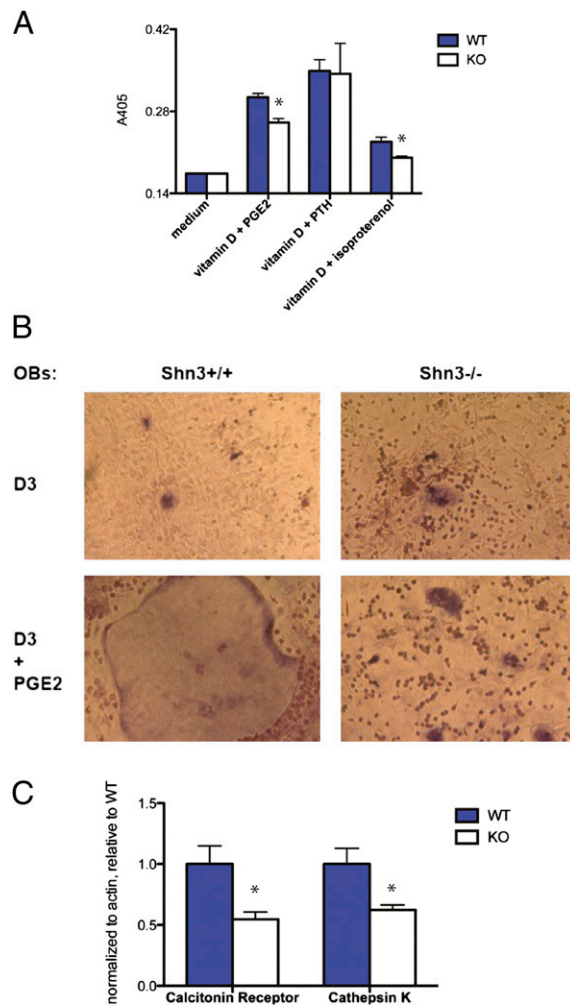 A
WT
KO
A405
0.42
0.28
0.14
*
*
medium
vitamin D + PGE2
vitamin D + PTH
vitamin D + isoproterenol
B
OBs: Shn3+/+ Shn3-/-
D3
D3
+
PGE2
C
WT
KO
normalized to actin, relative to WT
1.5
1.0
0.5
0.0
*
*
Calcitonin Receptor Cathepsin K